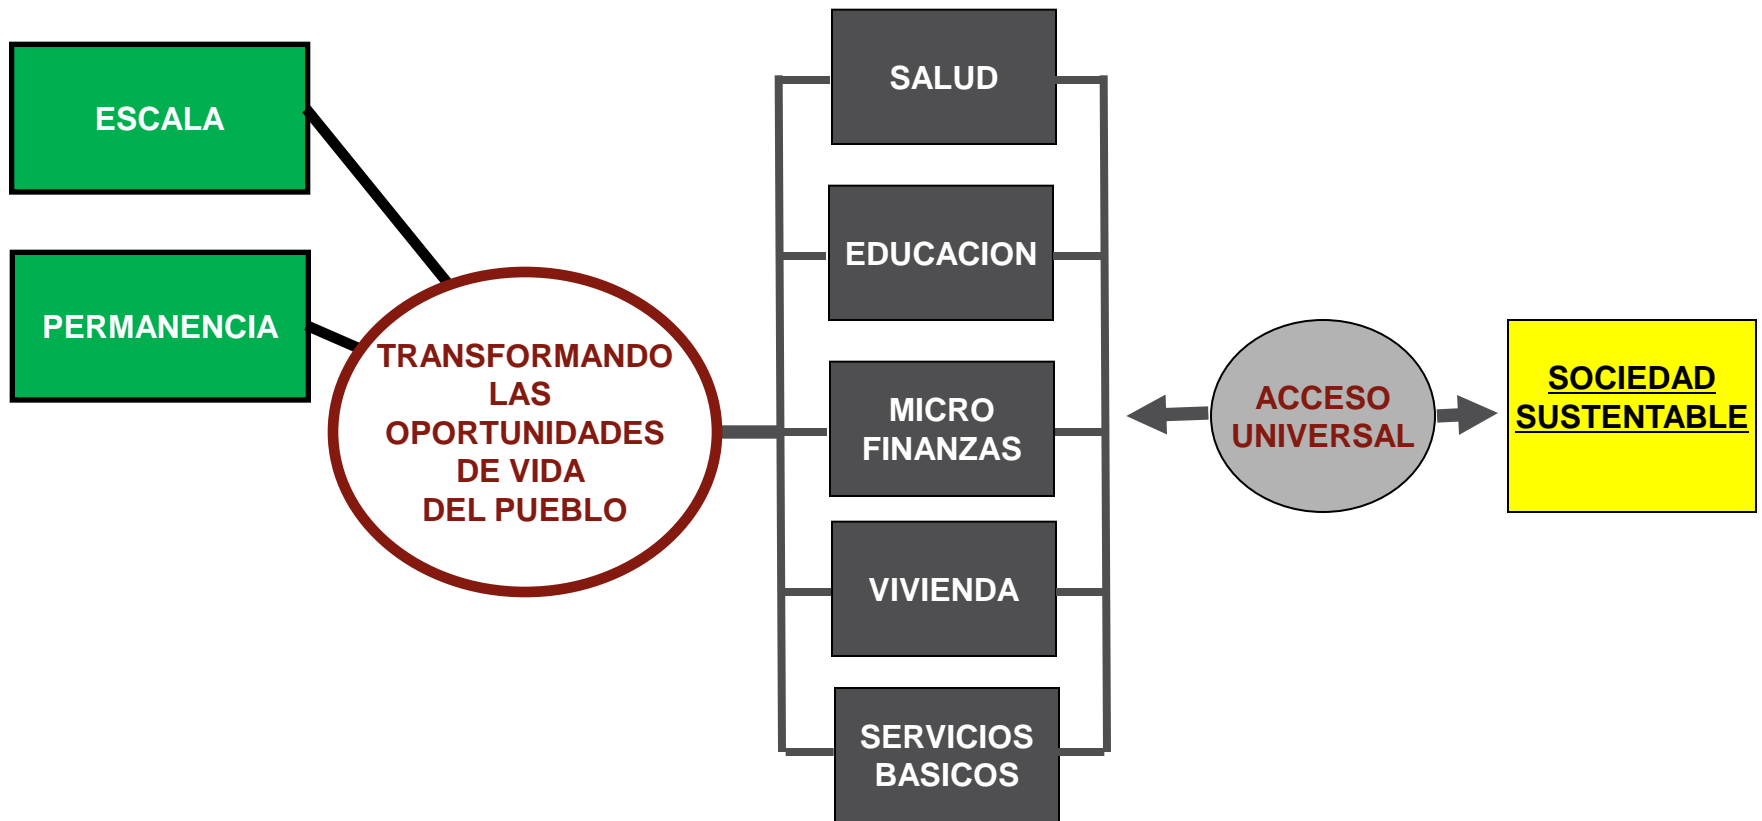 ESCALA
PERMANENCIA
TRANSFORMANDO
LAS
OPORTUNIDADES
DE VIDA
DEL PUEBLO
SALUD
EDUCACION
MICRO
FINANZAS
VIVIENDA
SERVICIOS
BASICOS
ACCESO
UNIVERSAL
SOCIEDAD
SUSTENTABLE